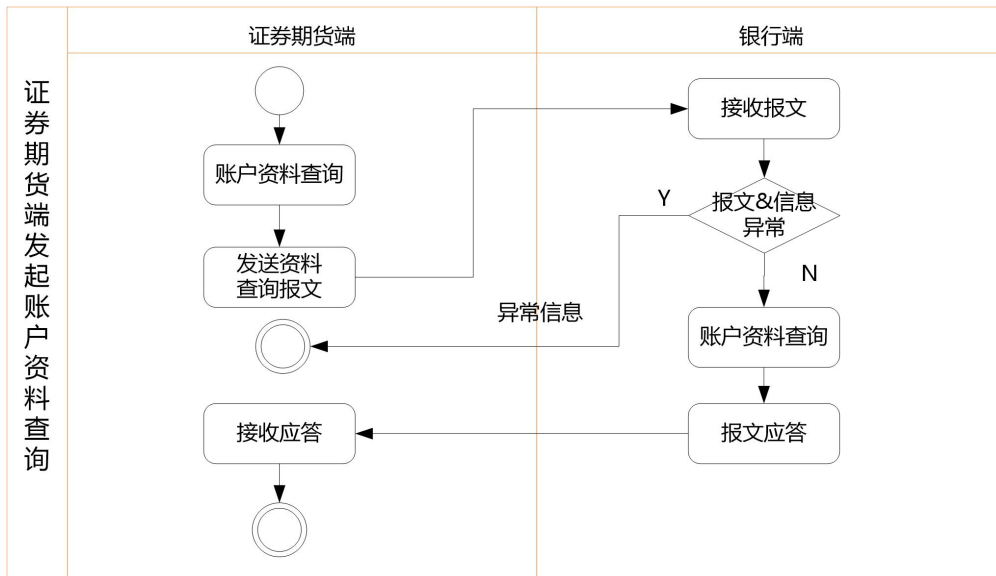 证券期货端发起账户资料查询
证券期货端
银行端
账户资料查询
发送资料
查询报文
接收报文
报文&信息
异常
Y
N
异常信息
账户资料查询
报文应答
接收应答